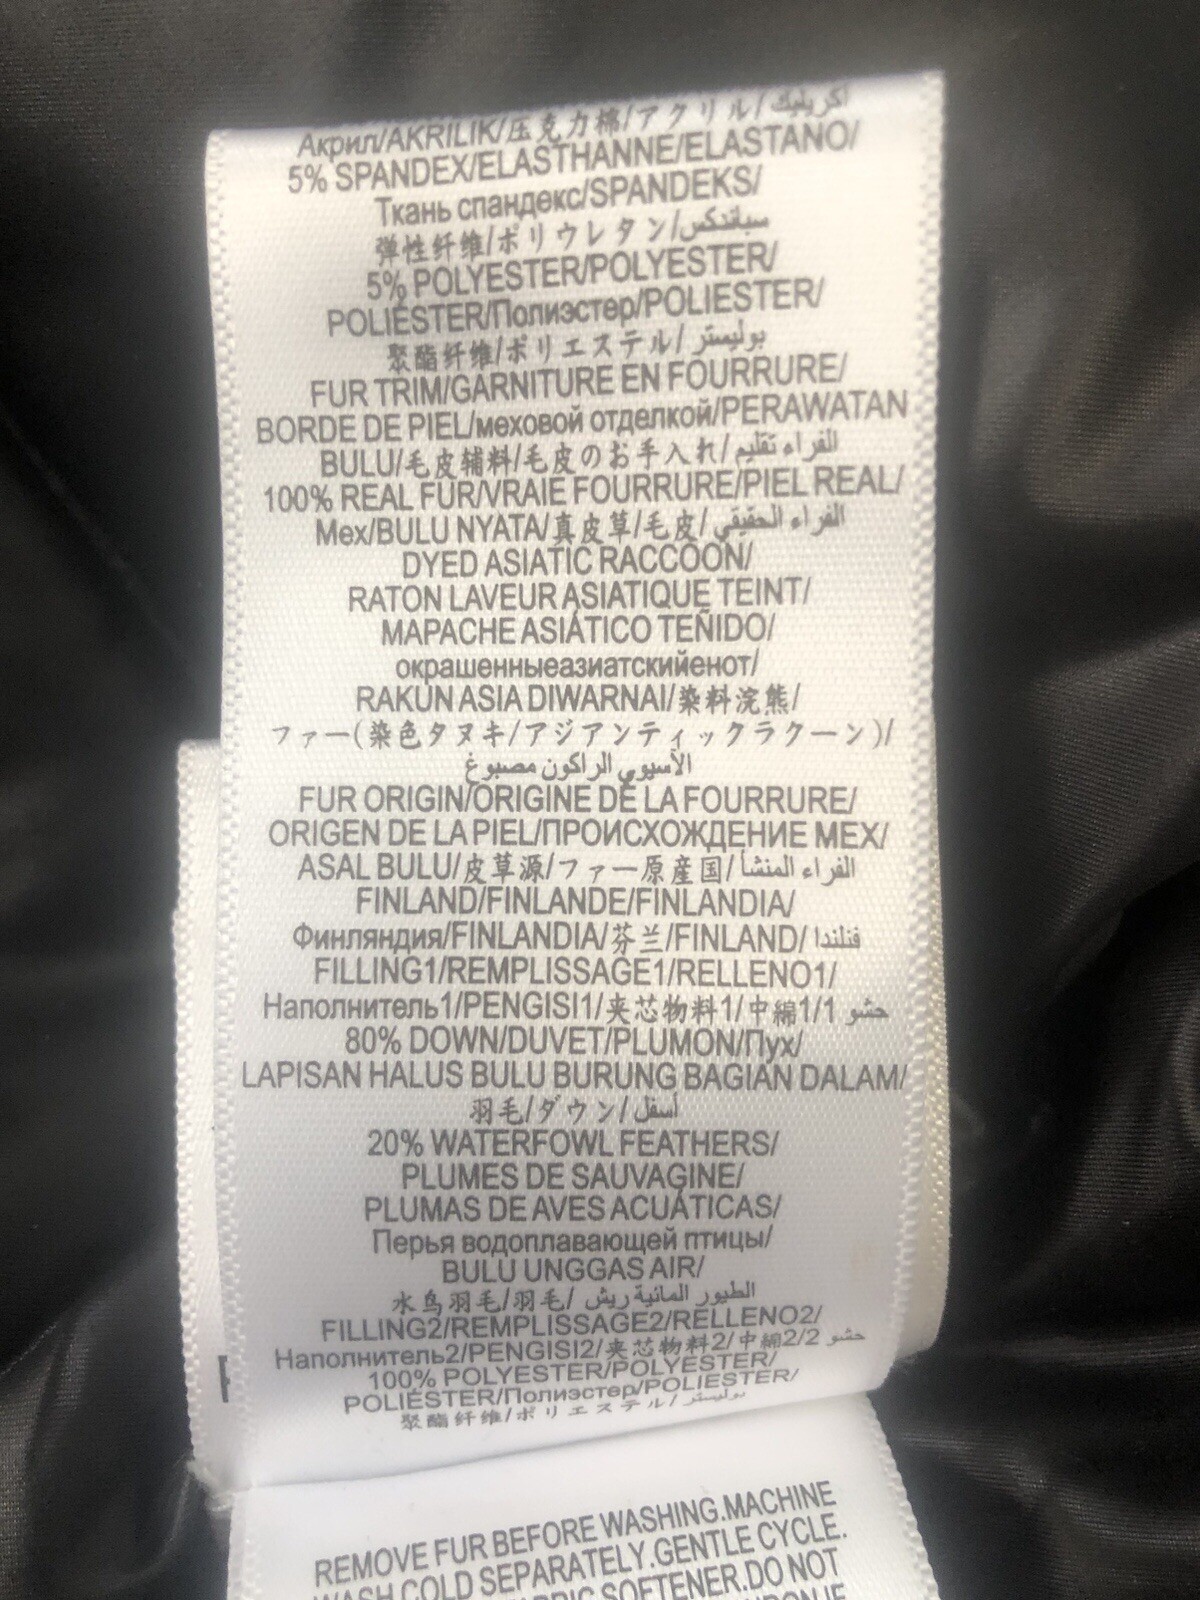 Акрил/AKRILIK/压克力棉/アクリル/اكريليك
5% SPANDEX/ELASTHANNE/ELASTANO/
Ткань спандекс/SPANDEKS/
弹性纤维/ポリウレタン/سباندكس
5% POLYESTER/POLYESTER/
POLIÉSTER/Полиэстер/POLIESTER/
聚酯纤维/ポリエステル/بوليستر
FUR TRIM/GARNITURE EN FOURRURE/
BORDE DE PIEL/меховой отделкой/PERAWATAN
BULU/毛皮辅料/毛皮のお手入れ/الفراء تقليم
100% REAL FUR/VRAIE FOURRURE/PIEL REAL/
Мех/BULU NYATA/真皮草/毛皮/الفراء الحقيقي
DYED ASIATIC RACCOON/
RATON LAVEUR ASIATIQUE TEINT/
MAPACHE ASIÁTICO TEÑIDO/
окрашенныеазиатскийенот/
RAKUN ASIA DIWARNAI/染料浣熊/
ファー(染色タヌキ/アジアンティックラクーン)/
الآسيوي الراكون مصبوغ
FUR ORIGIN/ORIGINE DE LA FOURRURE/
ORIGEN DE LA PIEL/ПРОИСХОЖДЕНИЕ МЕХ/
ASAL BULU/皮草源/ファー原産国/الفراء المنشأ
FINLAND/FINLANDE/FINLANDIA/
Финляндия/FINLANDIA/芬兰/FINLAND/فنلندا
FILLING1/REMPLISSAGE1/RELLENO1/
Наполнитель1/PENGISI1/夹芯物料1/中綿1/1 حشو
80% DOWN/DUVET/PLUMON/Пух/
LAPISAN HALUS BULU BURUNG BAGIAN DALAM/
羽毛/ダウン/أسفل
20% WATERFOWL FEATHERS/
PLUMES DE SAUVAGINE/
PLUMAS DE AVES ACUÁTICAS/
Перья водоплавающей птицы/
BULU UNGGAS AIR/
水鸟羽毛/羽毛/الطيور المائية ريش
FILLING2/REMPLISSAGE2/RELLENO2/
Наполнитель2/PENGISI2/夹芯物料2/中綿2/2 حشو
100% POLYESTER/POLYESTER/
POLIÉSTER/Полиэстер/POLIESTER/
聚酯纤维/ポリエステル/بوليستر
REMOVE FUR BEFORE WASHING.MACHINE
WASH COLD SEPARATELY.GENTLE CYCLE.
SOFTENER.DO NOT